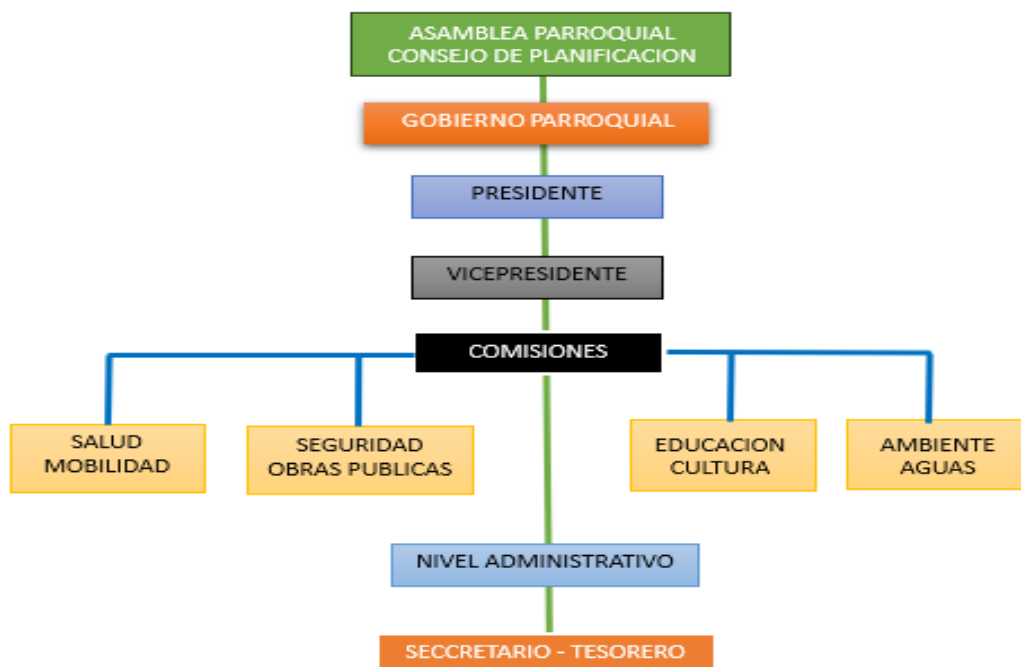 ASAMBLEA PARROQUIAL
CONSEJO DE PLANIFICACION
GOBIERNO PARROQUIAL
PRESIDENTE
VICEPRESIDENTE
COMISIONES
SALUD
MOBILIDAD
SEGURIDAD
OBRAS PUBLICAS
EDUCACION
CULTURA
AMBIENTE
AGUAS
NIVEL ADMINISTRATIVO
SECCRETARIO - TESORERO